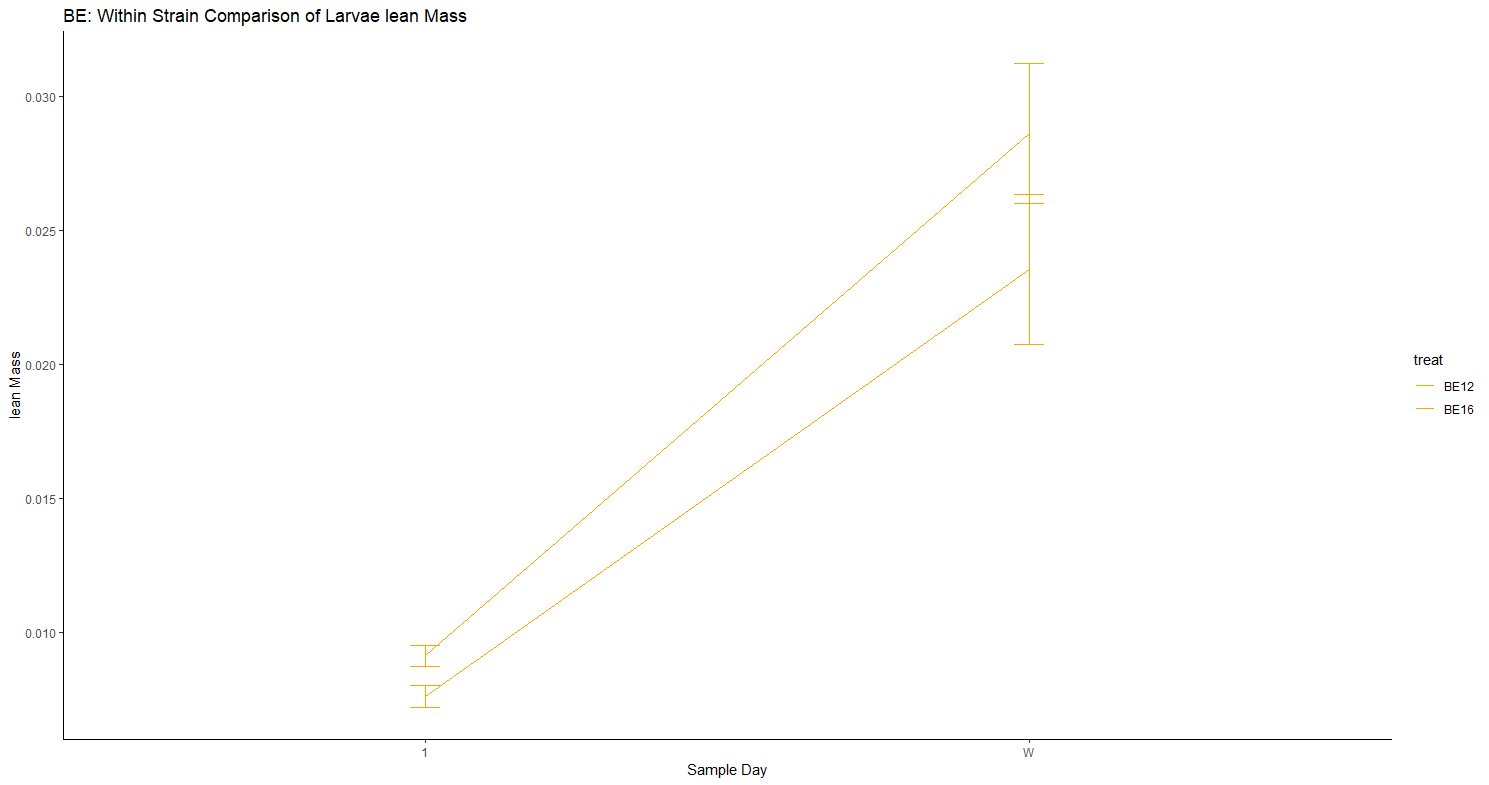 BE: Within Strain Comparison of Larvae lean Mass
lean Mass
0.030
0.025
0.020
0.015
0.010
1
W
Sample Day
treat
BE12
BE16